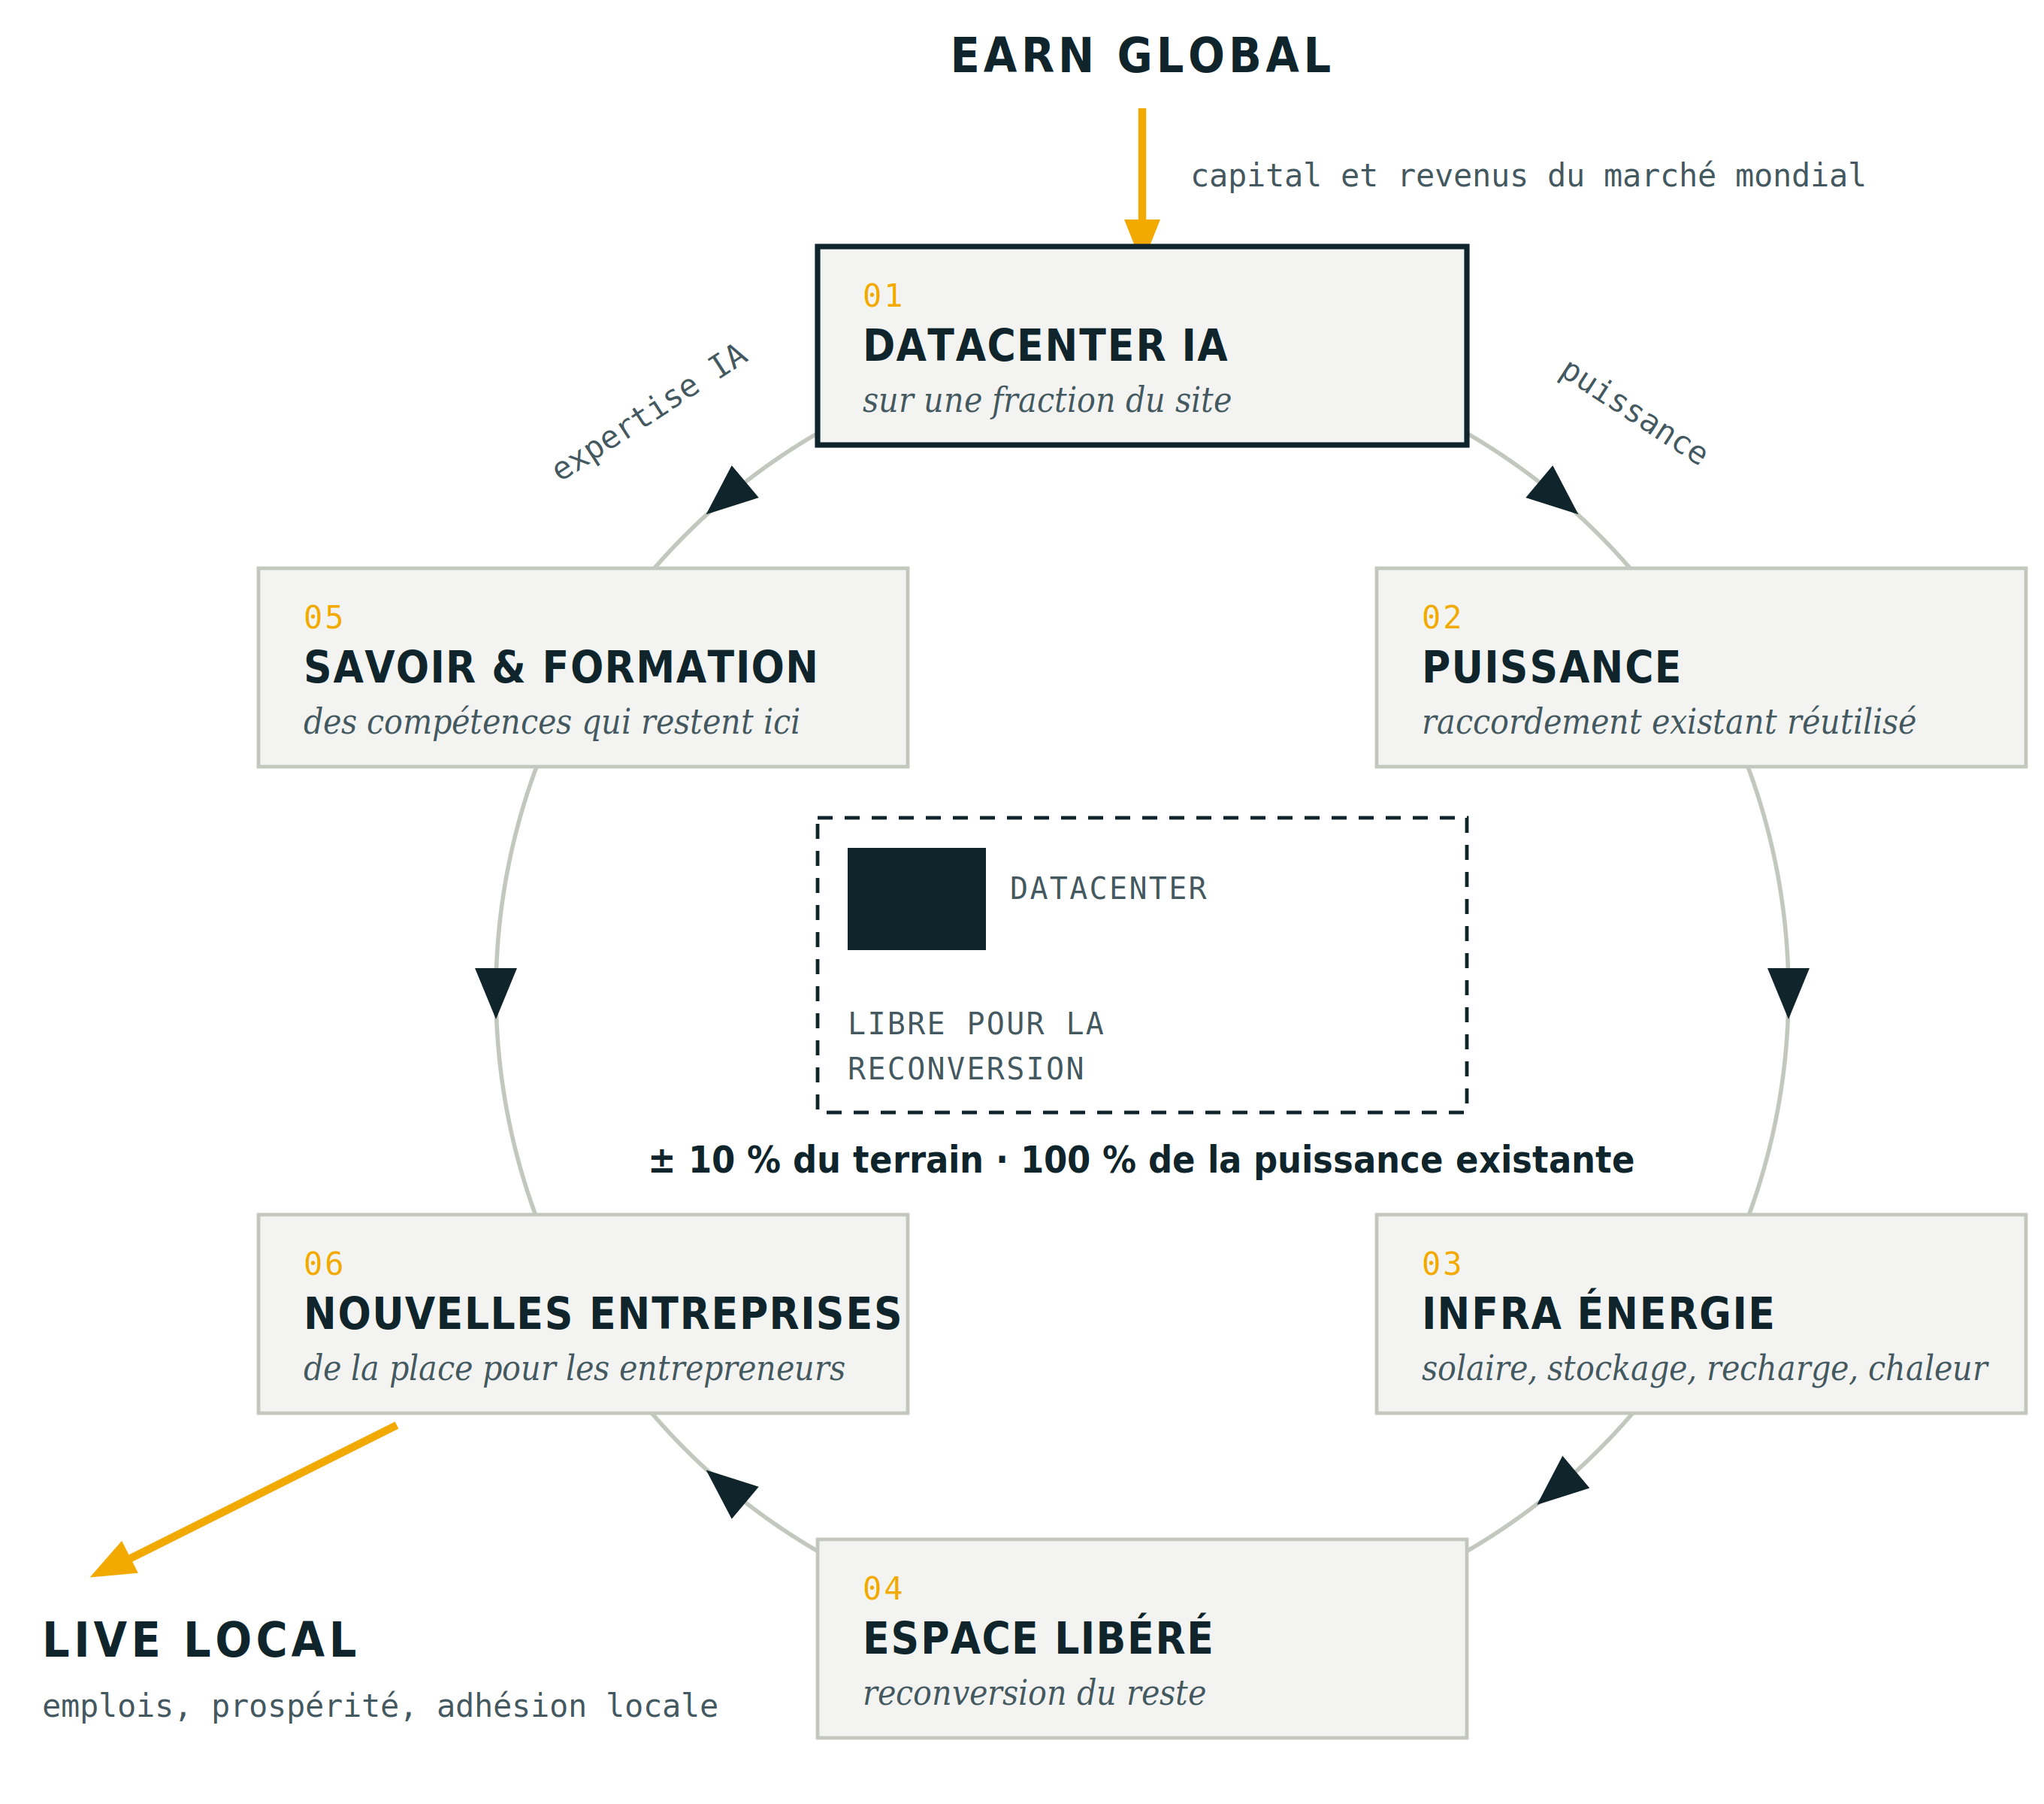 EARN GLOBAL
capital et revenus du marché mondial
01
DATACENTER IA
sur une fraction du site
expertise IA
puissance
05
SAVOIR & FORMATION
des compétences qui restent ici
02
PUISSANCE
raccordement existant réutilisé
DATACENTER
LIBRE POUR LA
RECONVERSION
± 10 % du terrain · 100 % de la puissance existante
06
NOUVELLES ENTREPRISES
de la place pour les entrepreneurs
03
INFRA ÉNERGIE
solaire, stockage, recharge, chaleur
04
ESPACE LIBÉRÉ
reconversion du reste
LIVE LOCAL
emplois, prospérité, adhésion locale